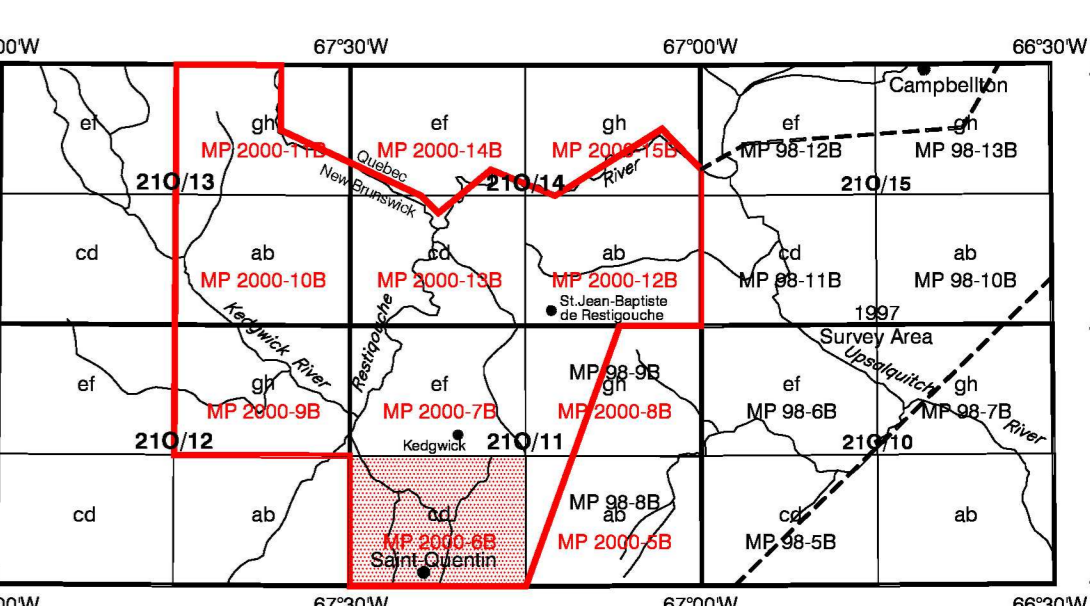 00'W 67°30'W 67°00'W 66°30'W
Campbellton
ef gh ef gh ef gh
MP 2000-11B MP 2000-14B MP 2000-15B MP 98-12B MP 98-13B
Quebec
New Brunswick
River
21O/13 21O/14 21O/15
cd ab cd ab cd ab
MP 2000-10B MP 2000-13B MP 2000-12B MP 98-11B MP 98-10B
St.Jean-Baptiste
de Restigouche
1997
Survey Area
Kedgwick River
Restigouche
Upsalquitch
River
MP 98-9B
ef gh ef gh ef gh
MP 2000-9B MP 2000-7B MP 2000-8B MP 98-6B MP 98-7B
Kedgwick
21O/12 21O/11 21O/10
MP 98-8B
cd ab cd ab cd ab
MP 2000-6B MP 2000-5B MP 98-5B
Saint Quentin
00'W 67°30'W 67°00'W 66°30'W